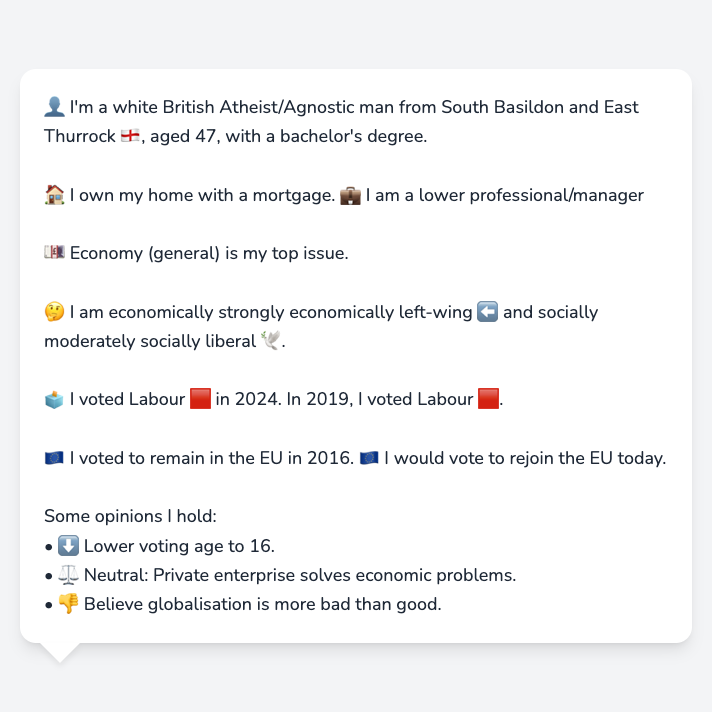 👤 I'm a white British Atheist/Agnostic man from South Basildon and East
Thurrock 🏴󠁧󠁢󠁥󠁮󠁧󠁿, aged 47, with a bachelor's degree.
🏠 I own my home with a mortgage. 💼 I am a lower professional/manager
💷 Economy (general) is my top issue.
🤔 I am economically strongly economically left-wing ⬅️ and socially
moderately socially liberal 🕊️.
🗳️ I voted Labour 🟥 in 2024. In 2019, I voted Labour 🟥.
🇪🇺 I voted to remain in the EU in 2016. 🇪🇺 I would vote to rejoin the EU today.
Some opinions I hold:
• ⬇️ Lower voting age to 16.
• ⚖️ Neutral: Private enterprise solves economic problems.
• 👎 Believe globalisation is more bad than good.